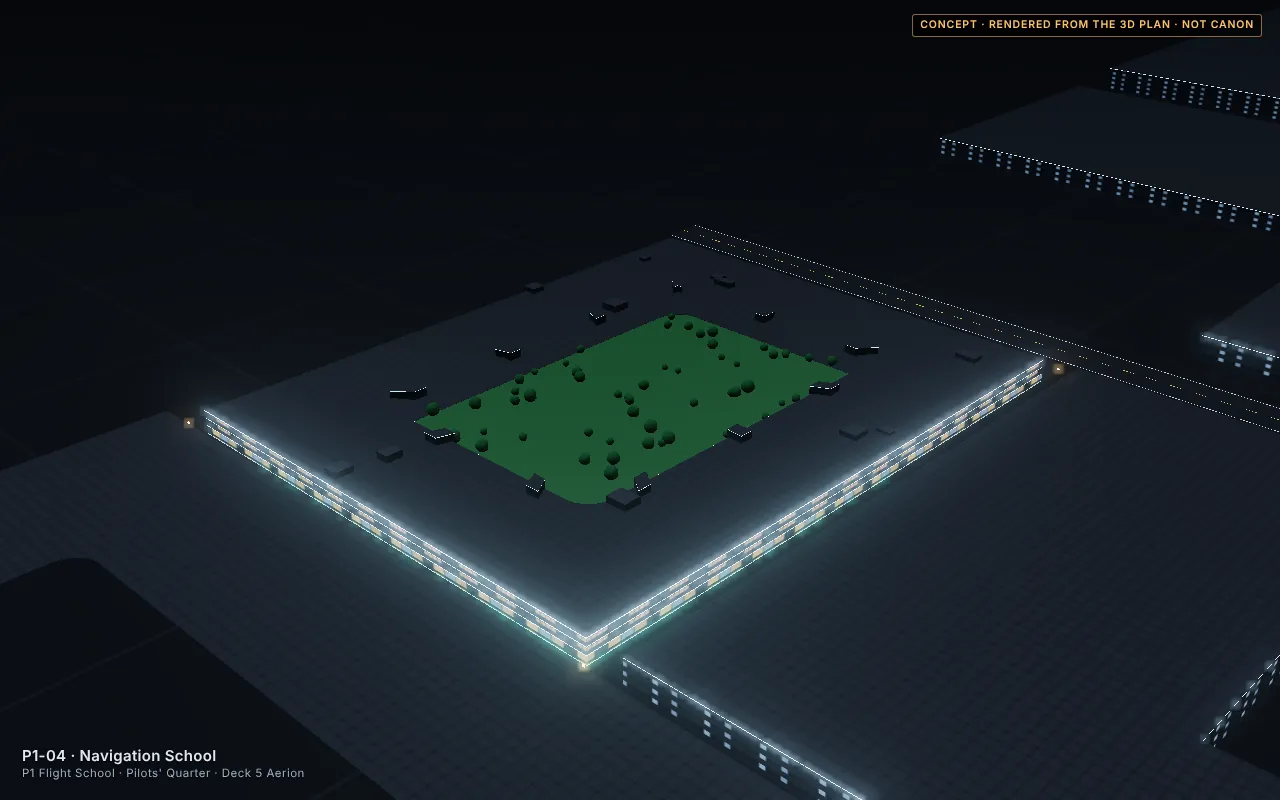 CONCEPT · RENDERED FROM THE 3D PLAN · NOT CANON
P1-04 · Navigation School
P1 Flight School · Pilots' Quarter · Deck 5 Aerion